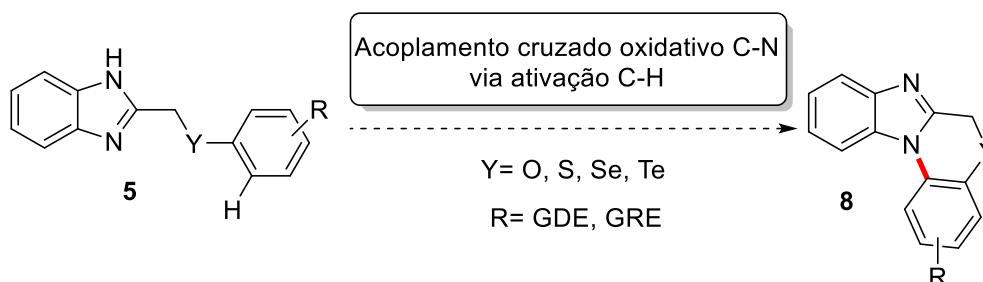 Acoplamento cruzado oxidativo C-N
via ativação C-H
H
N
N
Y
R
H
5
Y= O, S, Se, Te
R= GDE, GRE
N
N
8
R